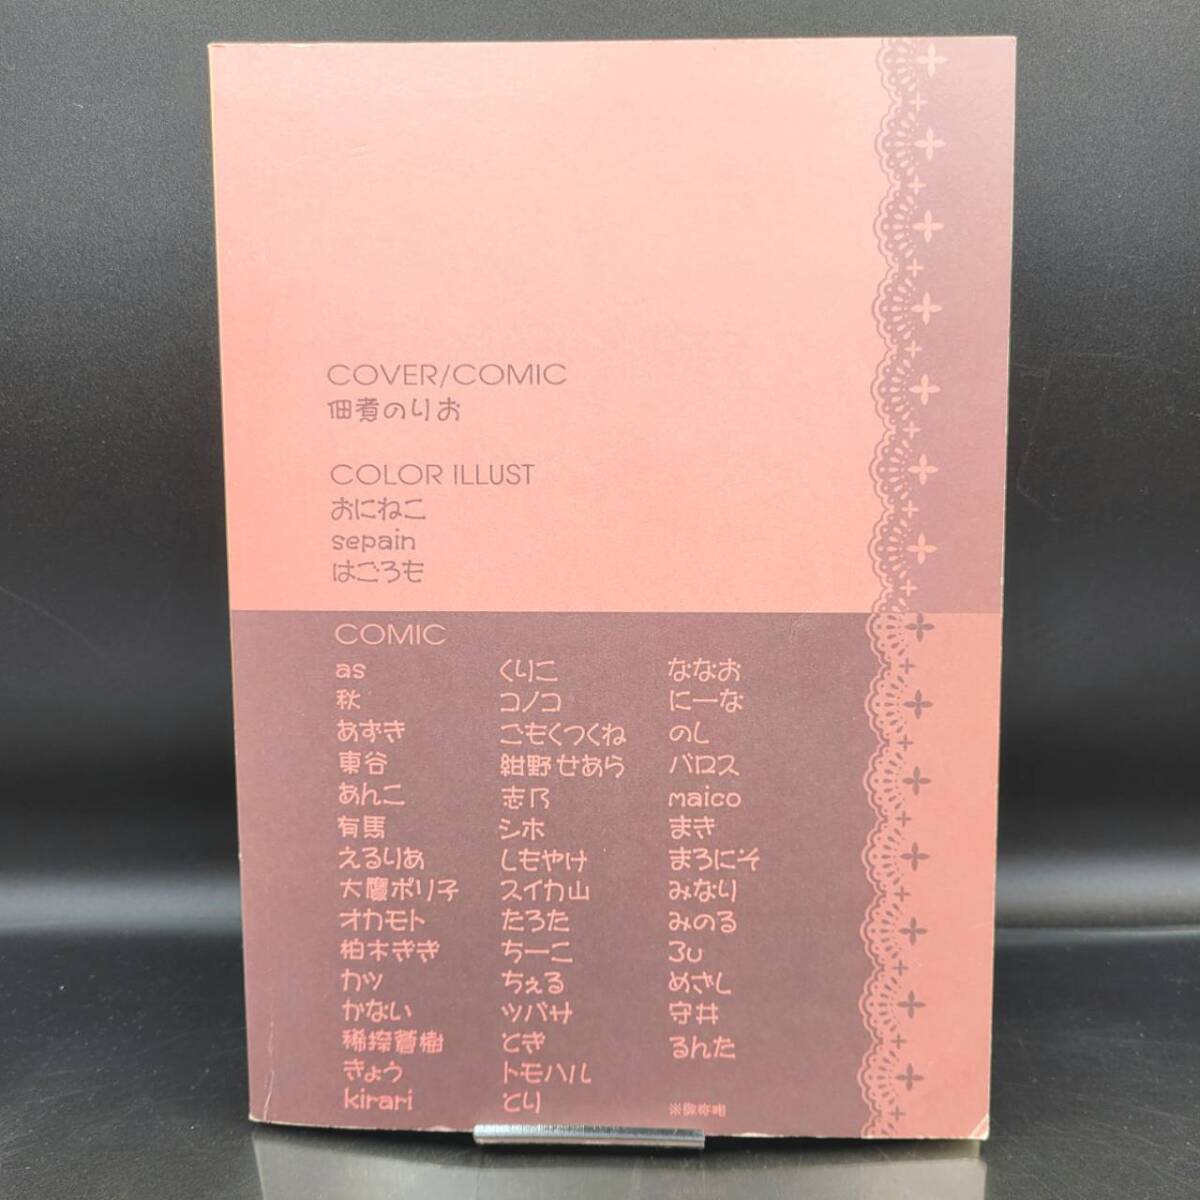 COVER/COMIC
佃煮のりお
COLOR ILLUST
おにねこ
sepain
はごろも
COMIC
as
秋
あずき
東谷
あんこ
有馬
えるりあ
大鷹ポリ子
オカモト
柏木ぎぎ
カツ
かない
稀捺蒼樹
きょう
kirari
くりこ
コノコ
ごもくつくね
紺野せあら
志乃
シホ
しもやけ
スイカ山
たろた
ちーこ
ちぇる
ツバサ
とぎ
トモハル
とり
ななお
にーな
のし
バロス
maico
まき
まろにそ
みなり
みのる
3u
めざし
守井
るんた